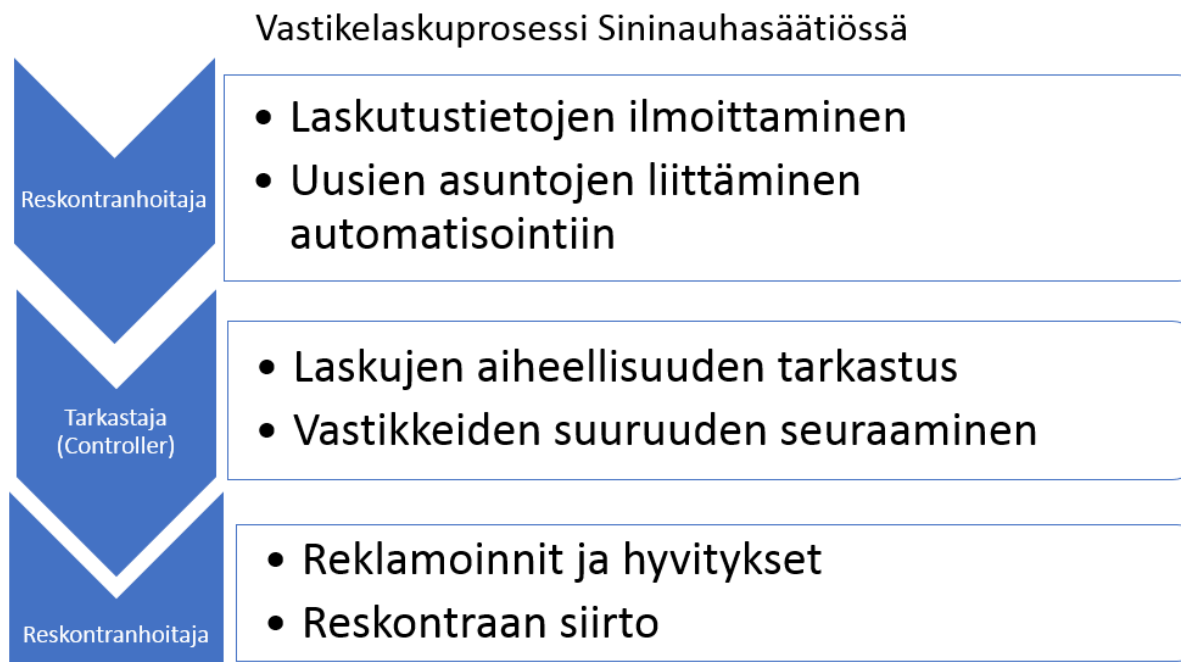 Vastikelaskuprosessi Sininauhasäätiössä
Reskontranhoitaja
• Laskutustietojen ilmoittaminen
• Uusien asuntojen liittäminen
automatisointiin
Tarkastaja
(Controller)
• Laskujen aiheellisuuden tarkastus
• Vastikkeiden suuruuden seuraaminen
Reskontranhoitaja
• Reklamoinnit ja hyvitykset
• Reskontraan siirto